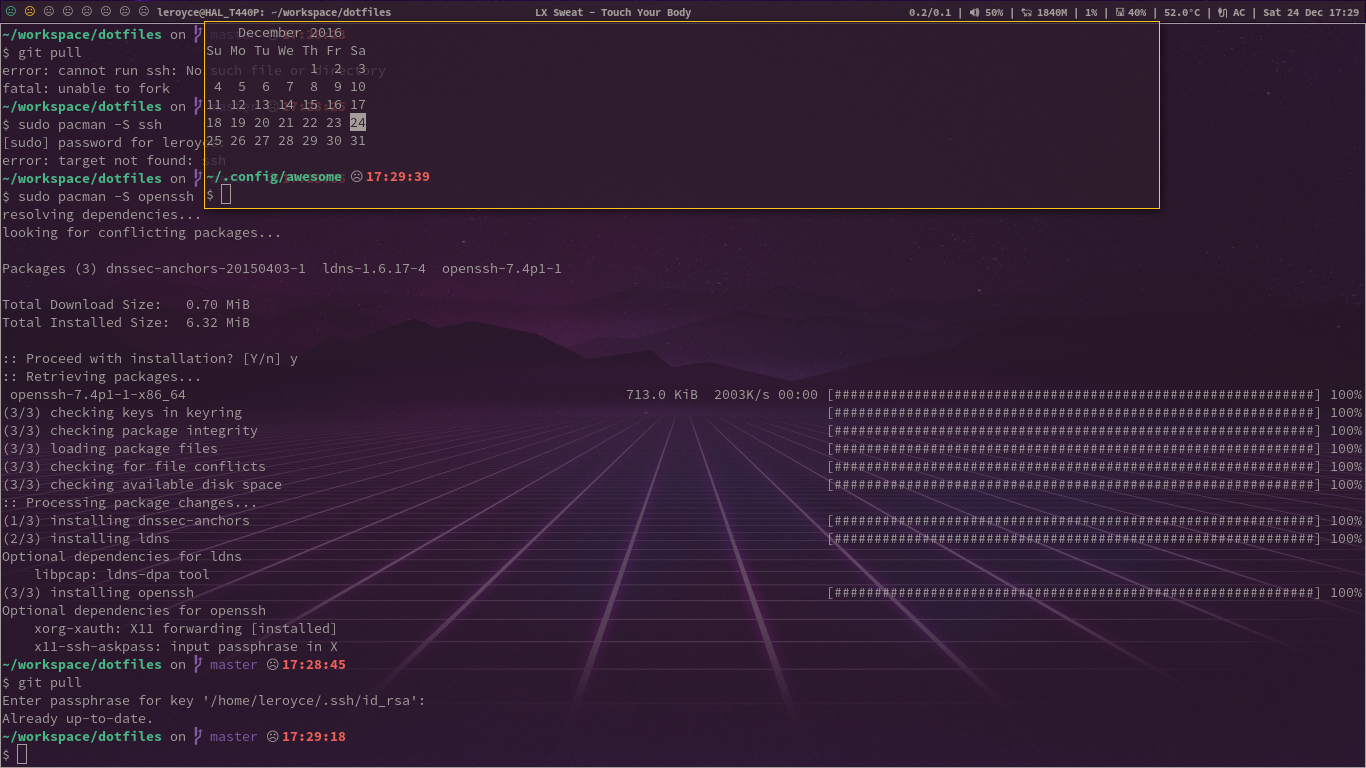 leroyce@HAL_T440P: ~/workspace/dotfiles
LX Sweat - Touch Your Body
0.2/0.1 | 50% | 1840M | 1% | 40% | 52.0°C | AC | Sat 24 Dec 17:29
December 2016
Su Mo Tu We Th Fr Sa
1 2 3
4 5 6 7 8 9 10
11 12 13 14 15 16 17
18 19 20 21 22 23 24
25 26 27 28 29 30 31
~/.config/awesome ☹17:29:39
$
~/workspace/dotfiles on
$ git pull
error: cannot run ssh: No such file or directory
fatal: unable to fork
~/workspace/dotfiles on
$ sudo pacman -S ssh
[sudo] password for leroyce:
error: target not found: ssh
~/workspace/dotfiles on
$ sudo pacman -S openssh
resolving dependencies...
looking for conflicting packages...
Packages (3) dnssec-anchors-20150403-1  ldns-1.6.17-4  openssh-7.4p1-1
Total Download Size:   0.70 MiB
Total Installed Size:  6.32 MiB
:: Proceed with installation? [Y/n] y
:: Retrieving packages...
openssh-7.4p1-1-x86_64 713.0 KiB  2003K/s 00:00 [############################################################] 100%
(3/3) checking keys in keyring [############################################################] 100%
(3/3) checking package integrity [############################################################] 100%
(3/3) loading package files [############################################################] 100%
(3/3) checking for file conflicts [############################################################] 100%
(3/3) checking available disk space [############################################################] 100%
:: Processing package changes...
(1/3) installing dnssec-anchors [############################################################] 100%
(2/3) installing ldns [############################################################] 100%
Optional dependencies for ldns
libpcap: ldns-dpa tool
(3/3) installing openssh [############################################################] 100%
Optional dependencies for openssh
xorg-xauth: X11 forwarding [installed]
x11-ssh-askpass: input passphrase in X
~/workspace/dotfiles on master ☹17:28:45
$ git pull
Enter passphrase for key '/home/leroyce/.ssh/id_rsa':
Already up-to-date.
~/workspace/dotfiles on master ☹17:29:18
$